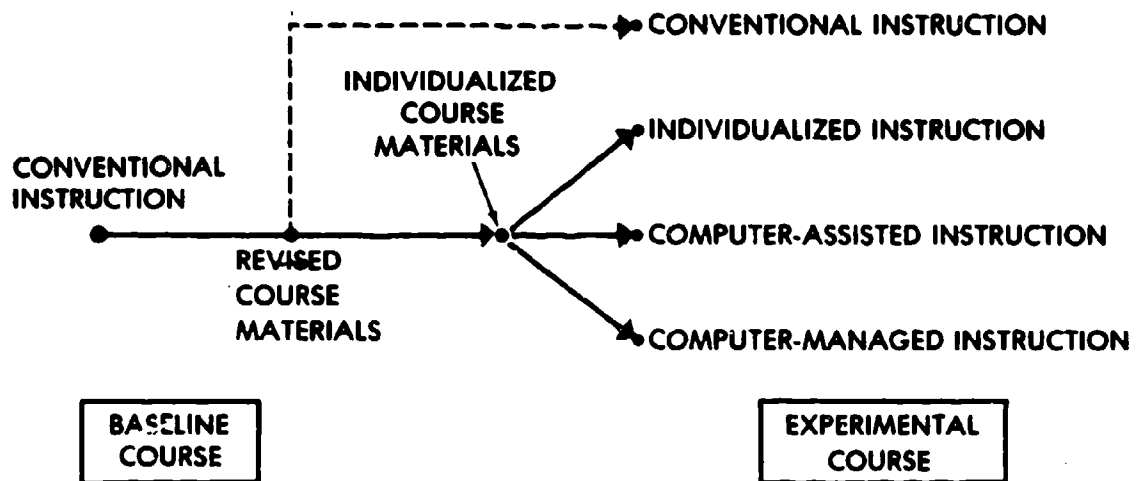 CONVENTIONAL INSTRUCTION
INDIVIDUALIZED
COURSE
MATERIALS
INDIVIDUALIZED INSTRUCTION
CONVENTIONAL
INSTRUCTION
COMPUTER-ASSISTED INSTRUCTION
REVISED
COURSE
MATERIALS
COMPUTER-MANAGED INSTRUCTION
BASELINE
COURSE
EXPERIMENTAL
COURSE